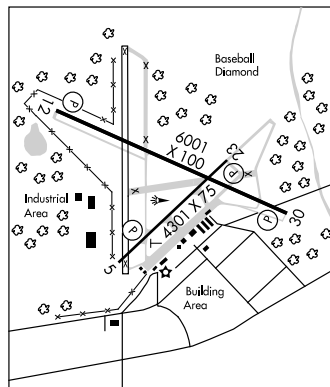 Baseball
Diamond
12
P
6001
X 100
23
P
Industrial
Area
P
4301 X 75
30
P
5
Building
Area